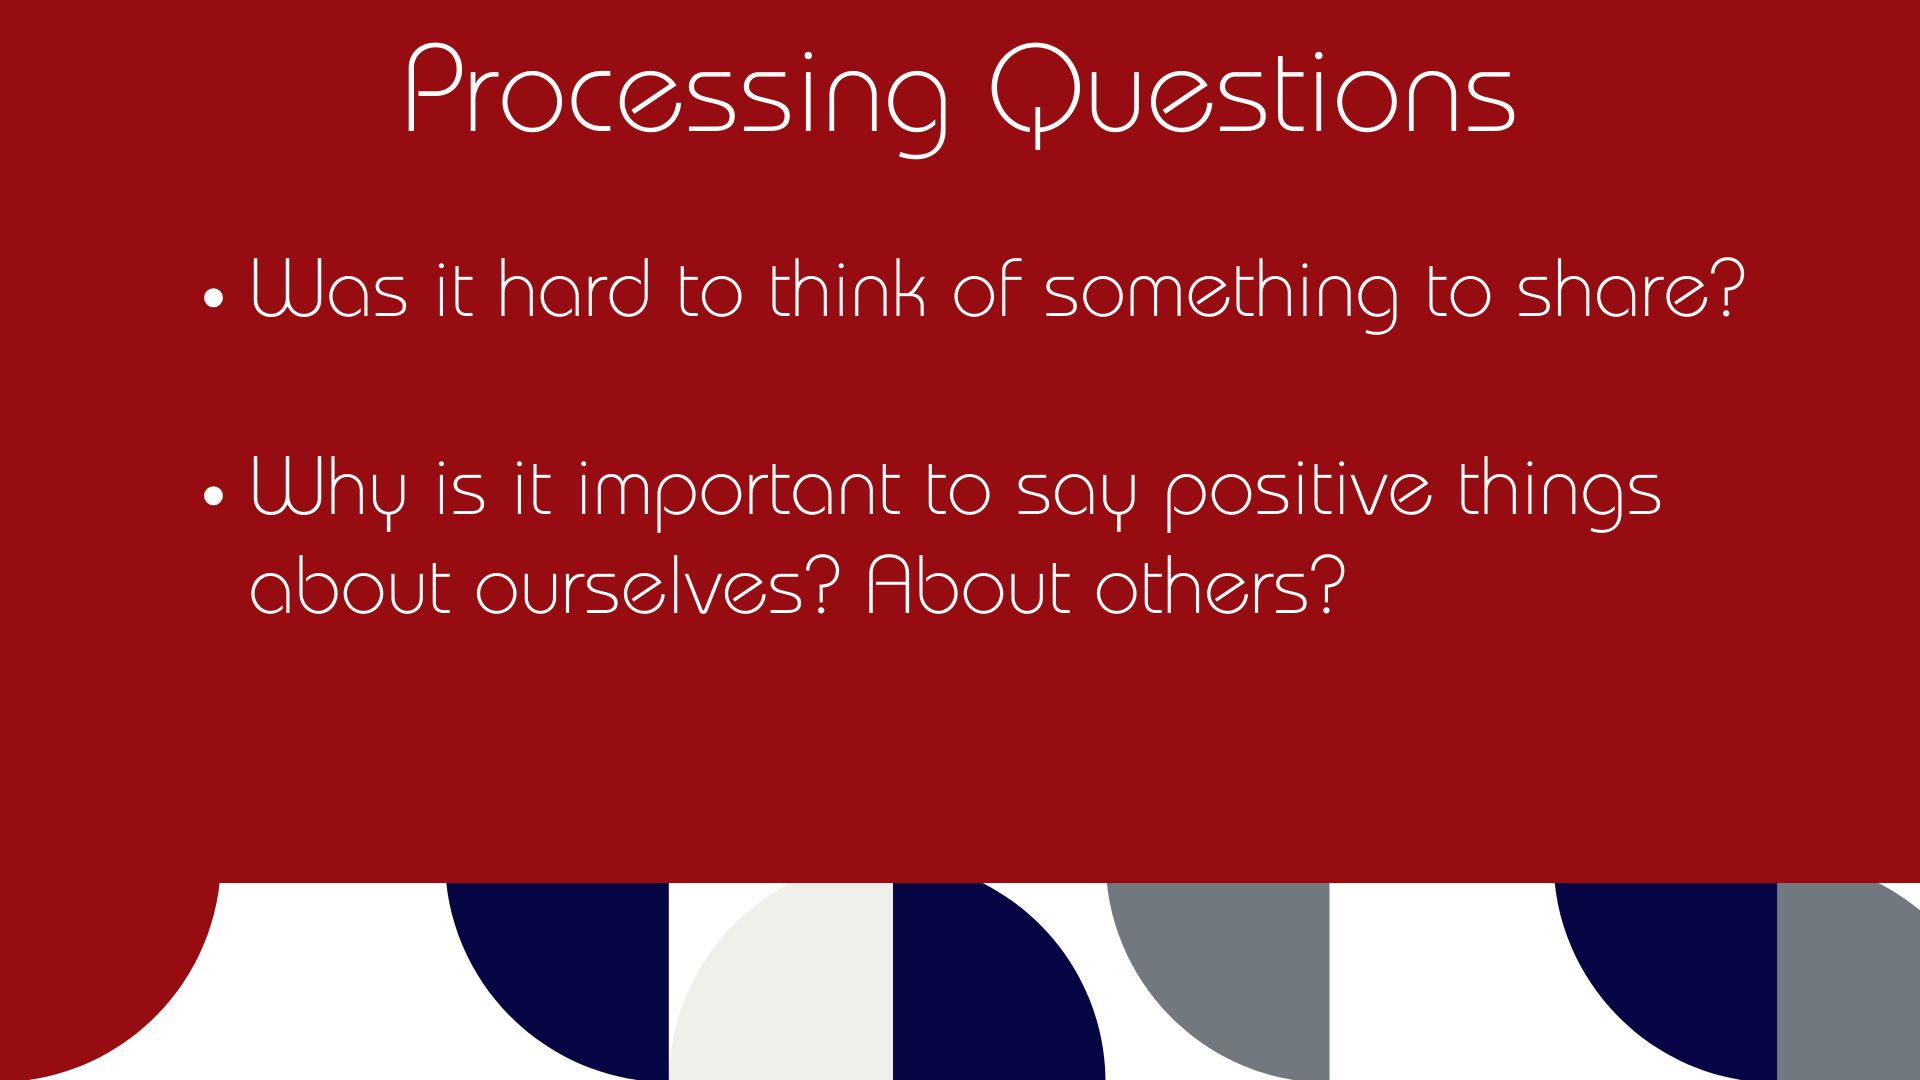 Processing Questions
• Was it hard to think of something to share?
• Why is it important to say positive things
about ourselves? About others?